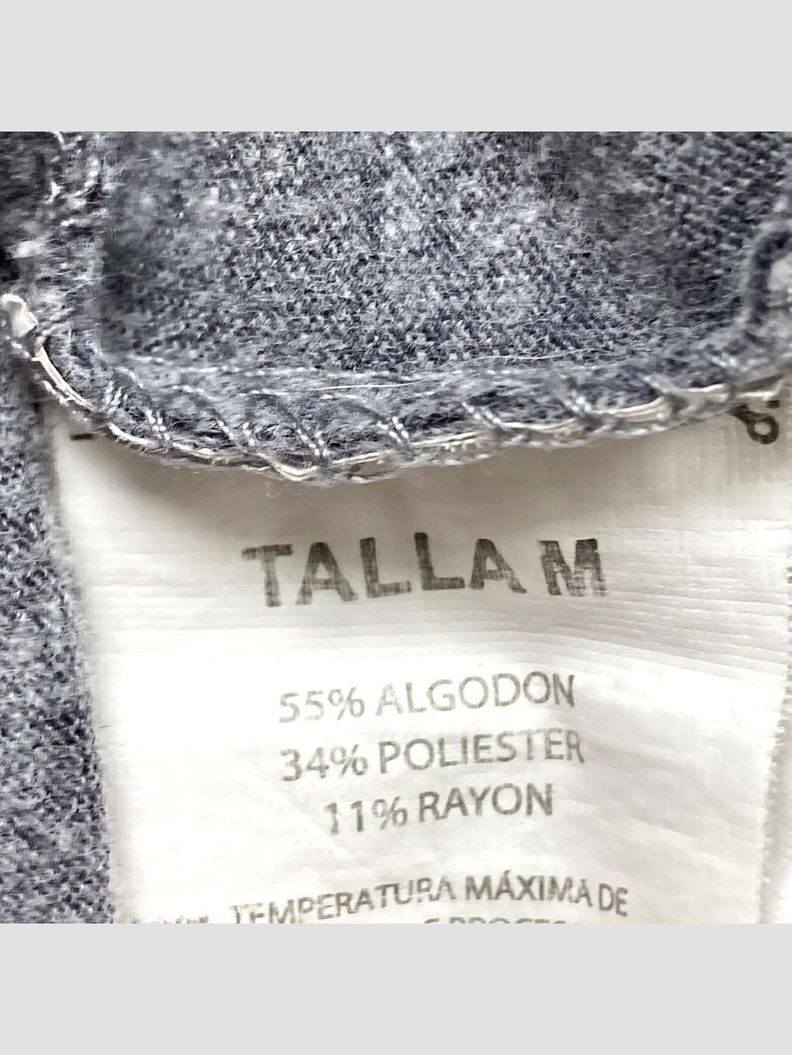 TALLA M
55% ALGODON
34% POLIESTER
11% RAYON
TEMPERATURA MÁXIMA DE